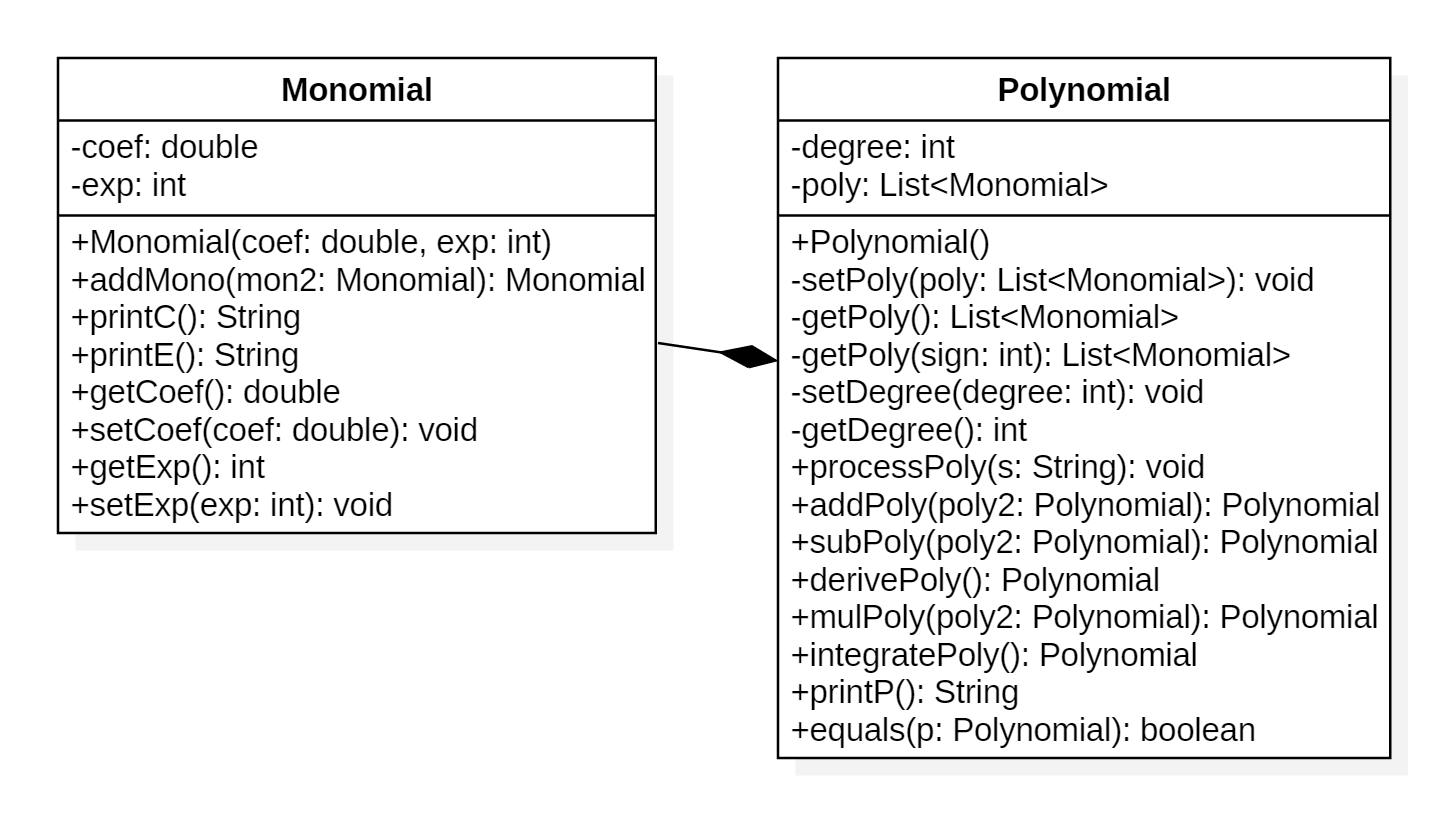 Monomial
-coef: double
-exp: int
+Monomial(coef: double, exp: int)
+addMono(mon2: Monomial): Monomial
+printC(): String
+printE(): String
+getCoef(): double
+setCoef(coef: double): void
+getExp(): int
+setExp(exp: int): void
Polynomial
-degree: int
-poly: List<Monomial>
+Polynomial()
-setPoly(poly: List<Monomial>): void
-getPoly(): List<Monomial>
-getPoly(sign: int): List<Monomial>
-setDegree(degree: int): void
-getDegree(): int
+processPoly(s: String): void
+addPoly(poly2: Polynomial): Polynomial
+subPoly(poly2: Polynomial): Polynomial
+derivePoly(): Polynomial
+mulPoly(poly2: Polynomial): Polynomial
+integratePoly(): Polynomial
+printP(): String
+equals(p: Polynomial): boolean